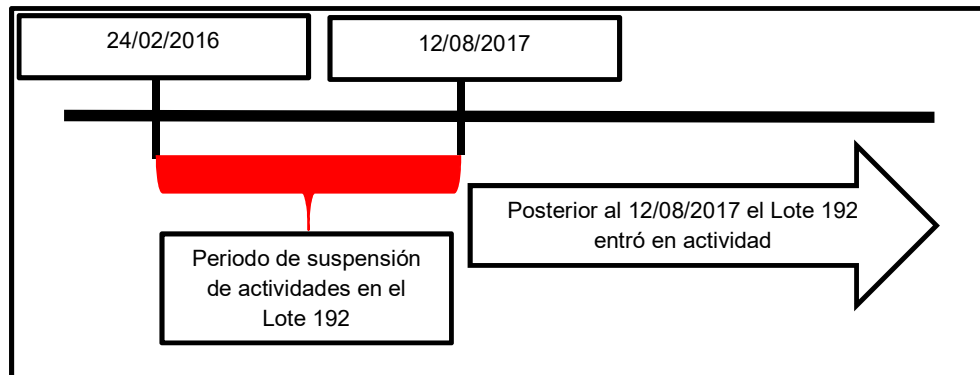 24/02/2016
12/08/2017
Posterior al 12/08/2017 el Lote 192
entró en actividad
Periodo de suspensión
de actividades en el
Lote 192